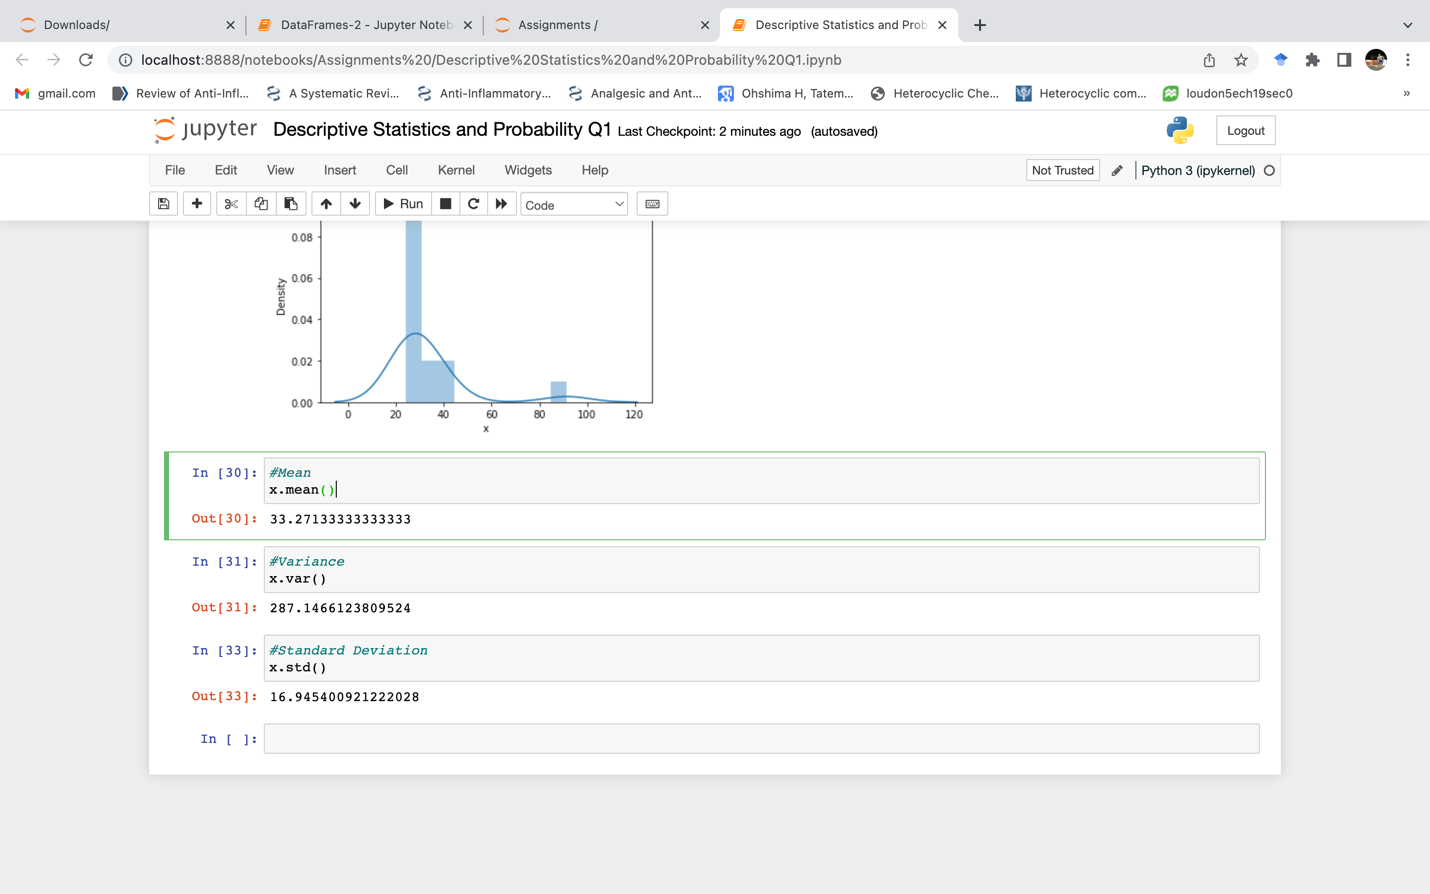 Downloads/
DataFrames-2 - Jupyter Noteb
Assignments /
Descriptive Statistics and Prob
localhost:8888/notebooks/Assignments%20/Descriptive%20Statistics%20and%20Probability%20Q1.ipynb
gmail.com
Review of Anti-Infl...
A Systematic Revi...
Anti-Inflammatory...
Analgesic and Ant...
Ohshima H, Tatem...
Heterocyclic Che...
Heterocyclic com...
loudon5ech19sec0
»
jupyter Descriptive Statistics and Probability Q1 Last Checkpoint: 2 minutes ago (autosaved)
Logout
File Edit View Insert Cell Kernel Widgets Help
Not Trusted
Python 3 (ipykernel)
Run
Code
0.08
0.06
0.04
0.02
0.00
Density
0 20 40 60 80 100 120
x
In [30]: #Mean
x.mean()
Out[30]: 33.27133333333333
In [31]: #Variance
x.var()
Out[31]: 287.1466123809524
In [33]: #Standard Deviation
x.std()
Out[33]: 16.945400921222028
In [ ]: